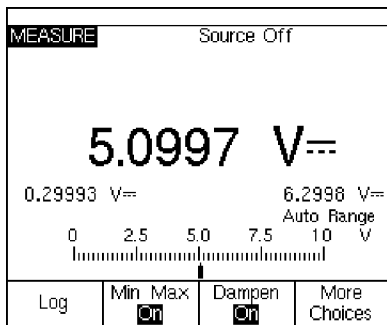 MEASURE Source Off
5.0997 V⎓
0.29993 V⎓ 6.2998 V⎓
Auto Range
0 2.5 5.0 7.5 10 V
Log Min Max On Dampen On More Choices